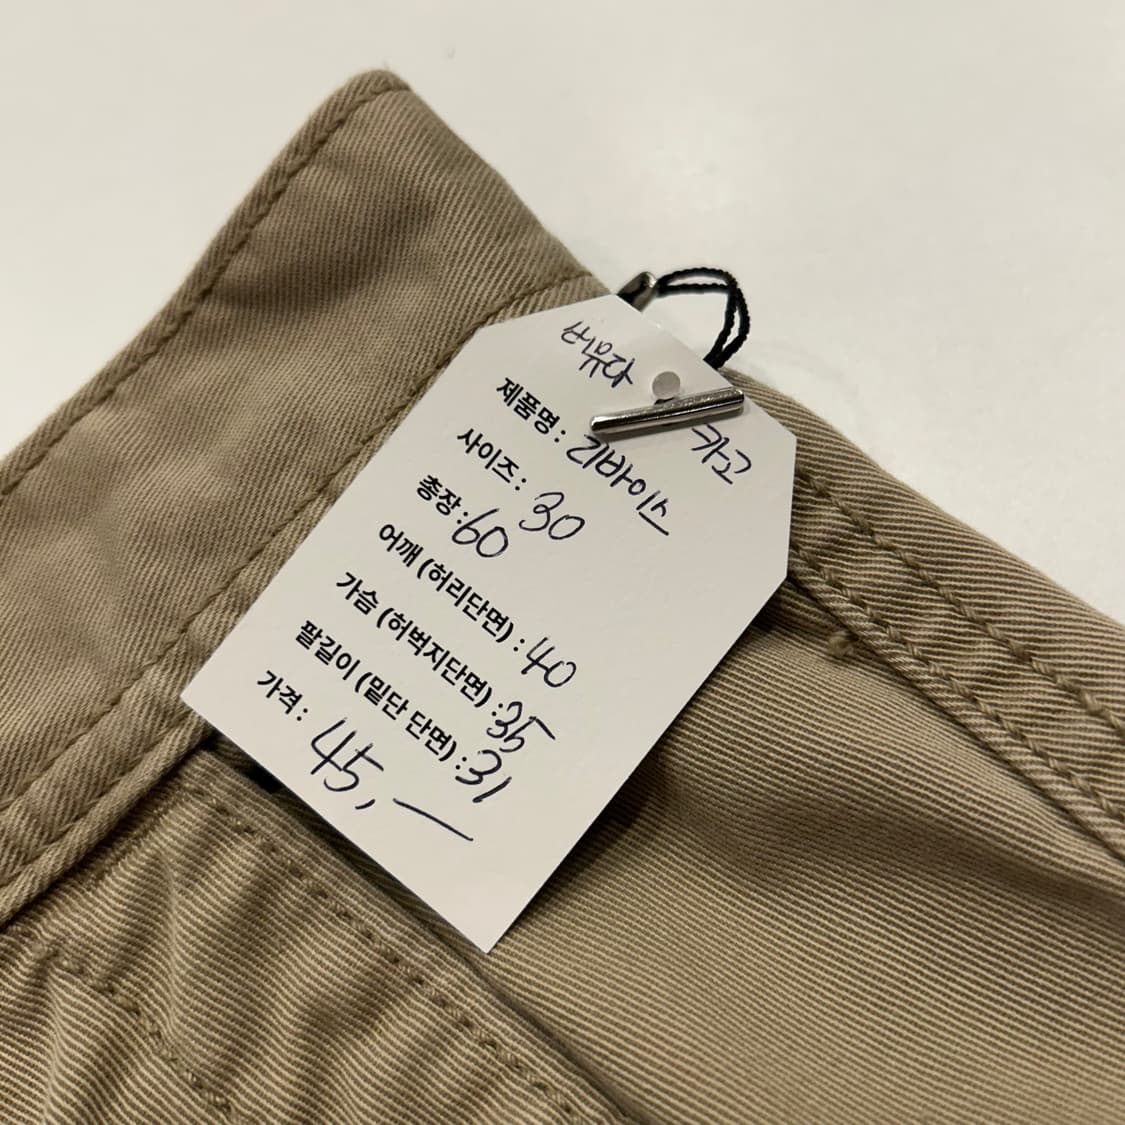 버뮤다
제품명 : 리바이스 카고
사이즈 : 30
총장 : 60
어깨 (허리단면) : 40
가슴 (허벅지단면) : 35
팔길이 (밑단 단면) : 31
가격 : 45,—